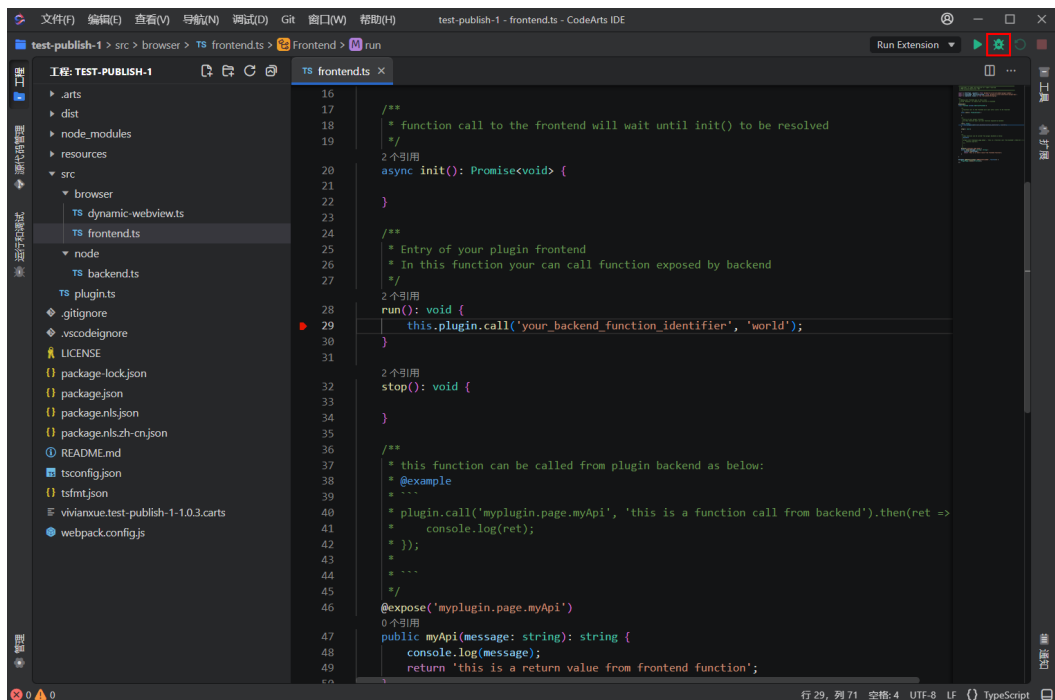 文件(F) 编辑(E) 查看(V) 导航(N) 调试(D) Git 窗口(W) 帮助(H) test-publish-1 - frontend.ts - CodeArts IDE
test-publish-1 > src > browser > TS frontend.ts > Frontend > M run Run Extension
工程
工程: TEST-PUBLISH-1
TS frontend.ts
.arts
dist
node_modules
resources
src
browser
TS dynamic-webview.ts
TS frontend.ts
node
TS backend.ts
TS plugin.ts
.gitignore
.vscodeignore
LICENSE
{} package-lock.json
{} package.json
{} package.nls.json
{} package.nls.zh-cn.json
README.md
tsconfig.json
{} tsfmt.json
vivianxue.test-publish-1-1.0.3.carts
webpack.config.js
源代码管理
运行和调试
管理
16
17 /**
18 * function call to the frontend will wait until init() to be resolved
19 */
2 个引用
20 async init(): Promise<void> {
21
22 }
23
24 /**
25 * Entry of your plugin frontend
26 * In this function your can call function exposed by backend
27 */
2 个引用
28 run(): void {
29 this.plugin.call('your_backend_function_identifier', 'world');
30 }
31
2 个引用
32 stop(): void {
33
34 }
35
36 /**
37 * this function can be called from plugin backend as below:
38 * @example
39 * ```
40 * plugin.call('myplugin.page.myApi', 'this is a function call from backend').then(ret =>
41 * console.log(ret);
42 * });
43 *
44 * ```
45 */
46 @expose('myplugin.page.myApi')
0 个引用
47 public myApi(message: string): string {
48 console.log(message);
49 return 'this is a return value from frontend function';
50 }
工具
扩展
通知
0 0 行 29，列 71 空格: 4 UTF-8 LF {} TypeScript